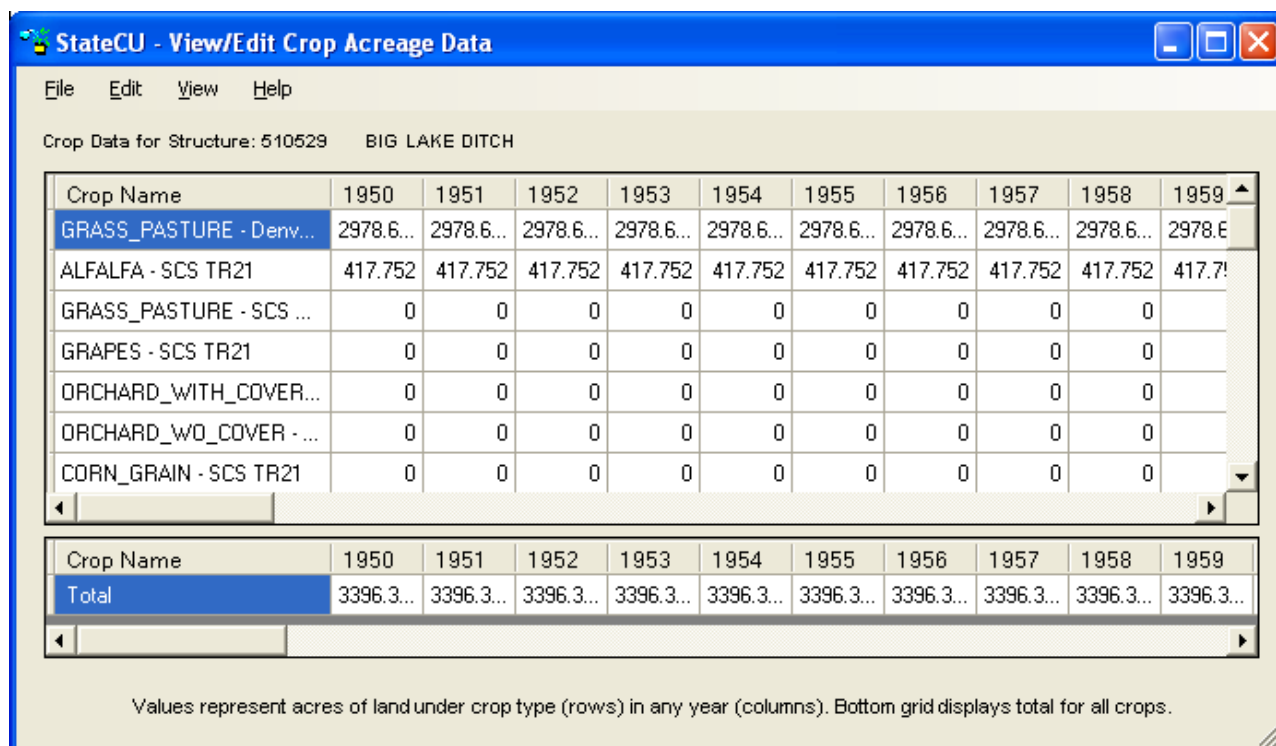 StateCU - View/Edit Crop Acreage Data
File Edit View Help
Crop Data for Structure: 510529 BIG LAKE DITCH
Crop Name 1950 1951 1952 1953 1954 1955 1956 1957 1958 1959
GRASS_PASTURE - Denv... 2978.6... 2978.6... 2978.6... 2978.6... 2978.6... 2978.6... 2978.6... 2978.6... 2978.6... 2978.6
ALFALFA - SCS TR21 417.752 417.752 417.752 417.752 417.752 417.752 417.752 417.752 417.752 417.7
GRASS_PASTURE - SCS ... 0 0 0 0 0 0 0 0 0
GRAPES - SCS TR21 0 0 0 0 0 0 0 0 0
ORCHARD_WITH_COVER... 0 0 0 0 0 0 0 0 0
ORCHARD_WO_COVER - ... 0 0 0 0 0 0 0 0 0
CORN_GRAIN - SCS TR21 0 0 0 0 0 0 0 0 0
Crop Name 1950 1951 1952 1953 1954 1955 1956 1957 1958 1959
Total 3396.3... 3396.3... 3396.3... 3396.3... 3396.3... 3396.3... 3396.3... 3396.3... 3396.3... 3396.3...
Values represent acres of land under crop type (rows) in any year (columns). Bottom grid displays total for all crops.